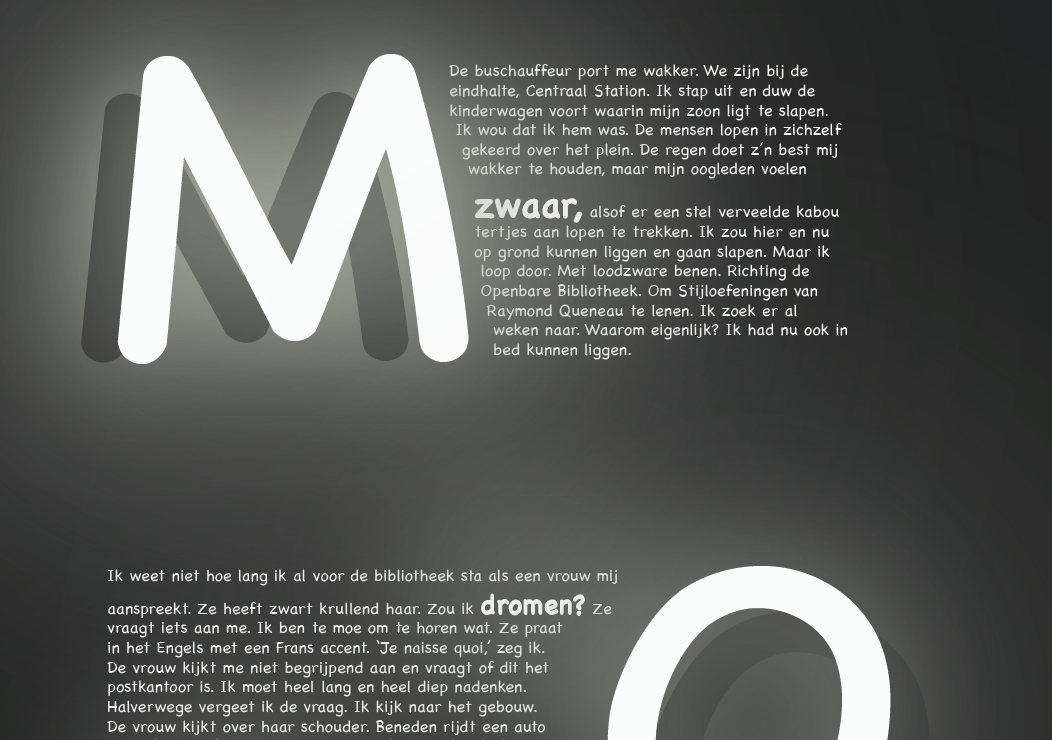 M
De buschauffeur port me wakker. We zijn bij de
eindhalte, Centraal Station. Ik stap uit en duw de
kinderwagen voort waarin mijn zoon ligt te slapen.
Ik wou dat ik hem was. De mensen lopen in zichzelf
gekeerd over het plein. De regen doet z’n best mij
wakker te houden, maar mijn oogleden voelen
zwaar, alsof er een stel verveelde kabou
tertjes aan lopen te trekken. Ik zou hier en nu
op grond kunnen liggen en gaan slapen. Maar ik
loop door. Met loodzware benen. Richting de
Openbare Bibliotheek. Om Stijloefeningen van
Raymond Queneau te lenen. Ik zoek er al
weken naar. Waarom eigenlijk? Ik had nu ook in
bed kunnen liggen.
Ik weet niet hoe lang ik al voor de bibliotheek sta als een vrouw mij
aanspreekt. Ze heeft zwart krullend haar. Zou ik dromen? Ze
vraagt iets aan me. Ik ben te moe om te horen wat. Ze praat
in het Engels met een Frans accent. ‘Je naisse quoi,’ zeg ik.
De vrouw kijkt me niet begrijpend aan en vraagt of dit het
postkantoor is. Ik moet heel lang en heel diep nadenken.
Halverwege vergeet ik de vraag. Ik kijk naar het gebouw.
De vrouw kijkt over haar schouder. Beneden rijdt een auto